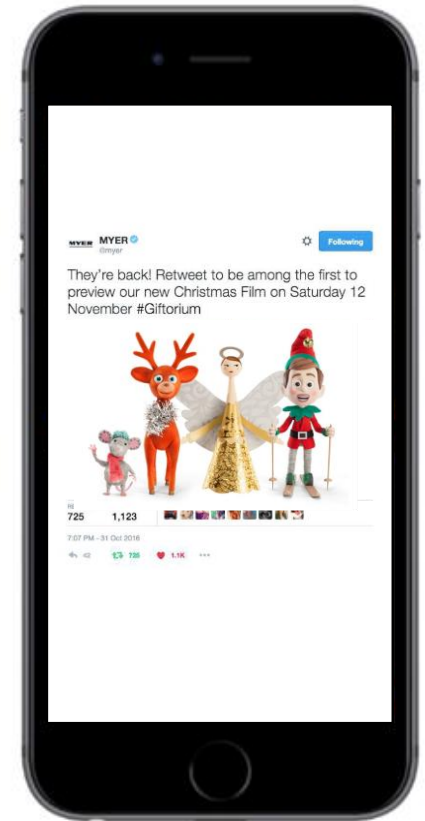 MYER MYER
@myer
Following
They're back! Retweet to be among the first to
preview our new Christmas Film on Saturday 12
November #Giftorium
725 1,123
7:07 PM - 31 Oct 2016
42 725 1.1K